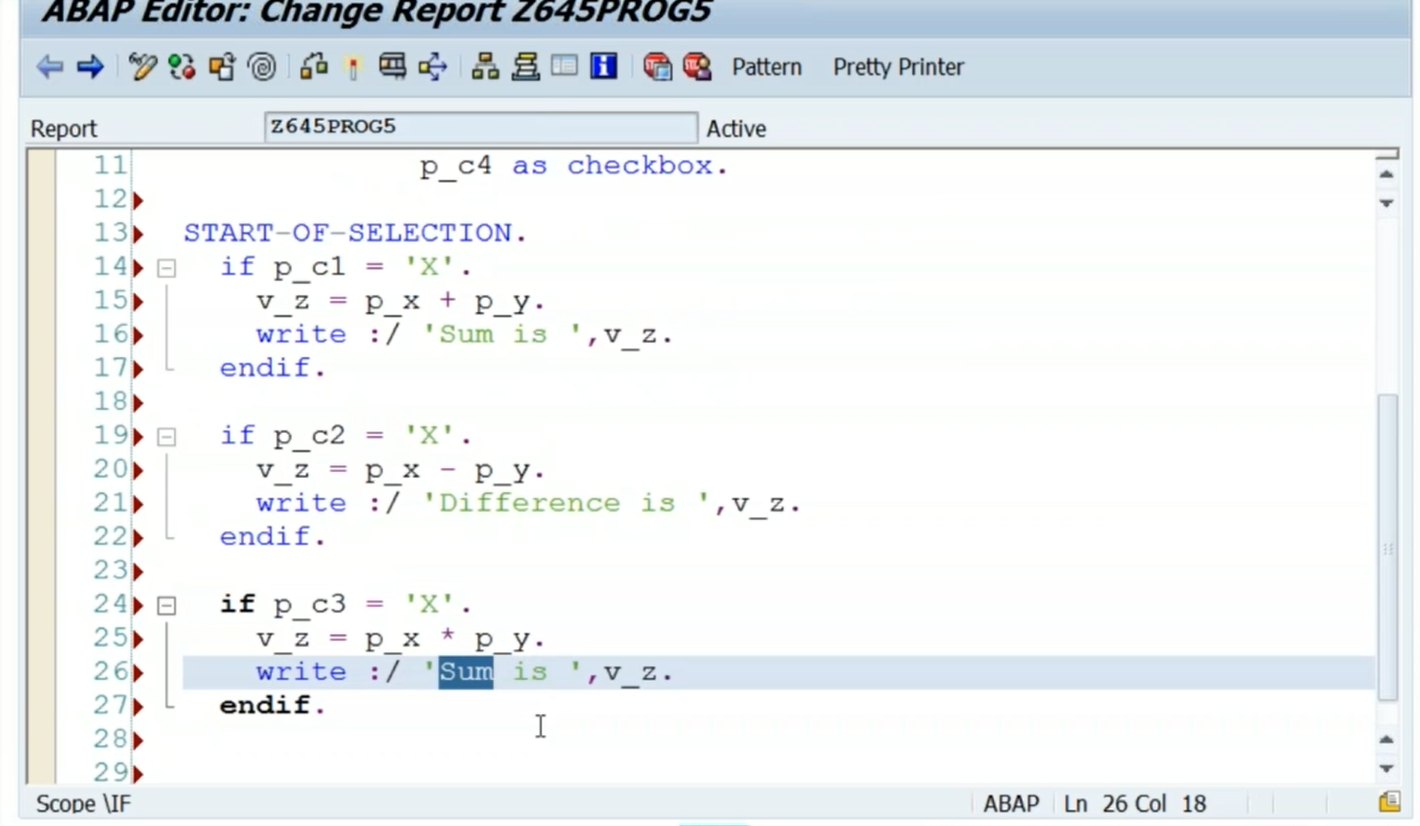 ABAP Editor: Change Report Z645PROG5
Pattern Pretty Printer
Report Z645PROG5 Active
11 p_c4 as checkbox.
12
13 START-OF-SELECTION.
14 if p_c1 = 'X'.
15 v_z = p_x + p_y.
16 write :/ 'Sum is ',v_z.
17 endif.
18
19 if p_c2 = 'X'.
20 v_z = p_x - p_y.
21 write :/ 'Difference is ',v_z.
22 endif.
23
24 if p_c3 = 'X'.
25 v_z = p_x * p_y.
26 write :/ 'Sum is ',v_z.
27 endif.
28
29
Scope \IF ABAP Ln 26 Col 18